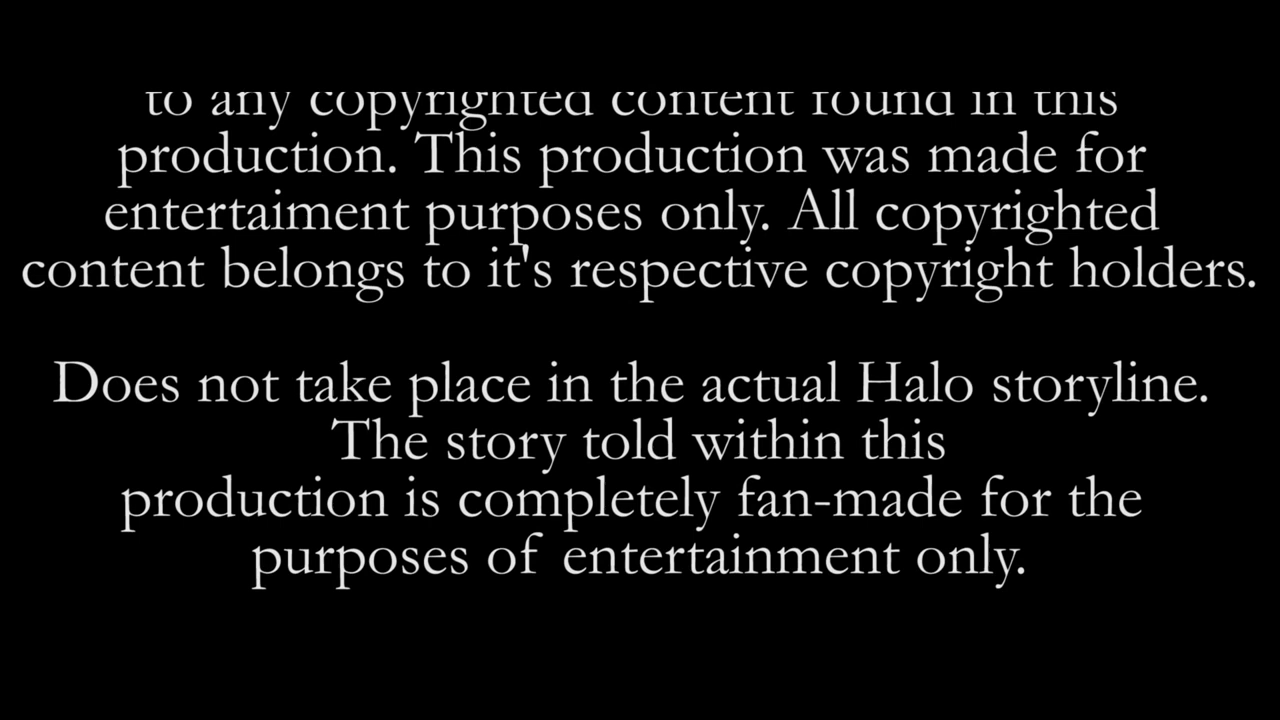 to any copyrighted content found in this
production. This production was made for
entertaiment purposes only. All copyrighted
content belongs to it's respective copyright holders.
Does not take place in the actual Halo storyline.
The story told within this
production is completely fan-made for the
purposes of entertainment only.